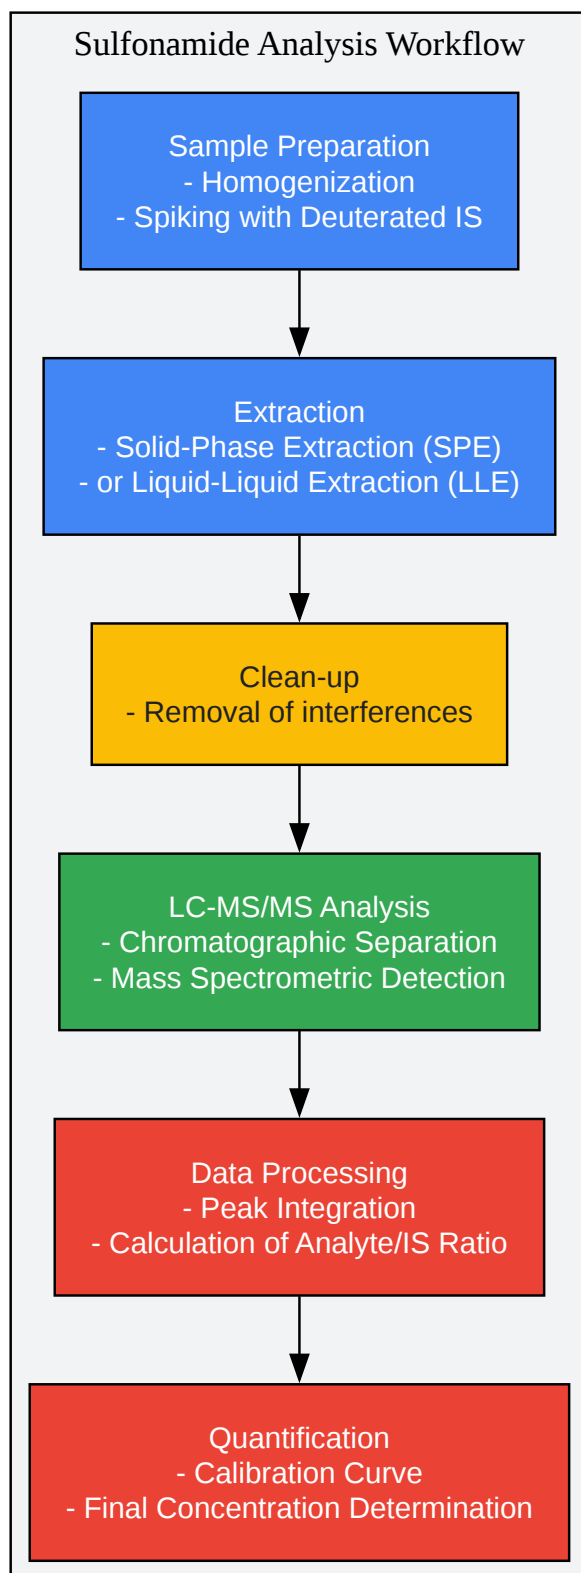 Sulfonamide Analysis Workflow
Sample Preparation
- Homogenization
- Spiking with Deuterated IS
Extraction
- Solid-Phase Extraction (SPE)
- or Liquid-Liquid Extraction (LLE)
Clean-up
- Removal of interferences
LC-MS/MS Analysis
- Chromatographic Separation
- Mass Spectrometric Detection
Data Processing
- Peak Integration
- Calculation of Analyte/IS Ratio
Quantification
- Calibration Curve
- Final Concentration Determination